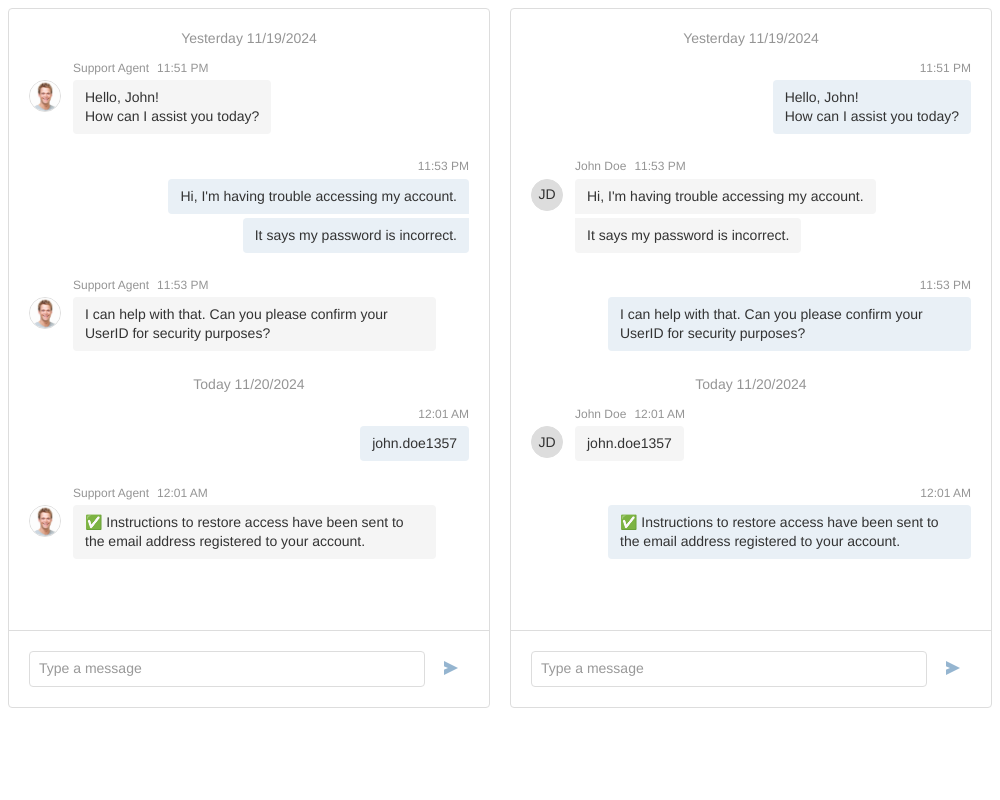 Yesterday 11/19/2024
Support Agent 11:51 PM
Hello, John!
How can I assist you today?
11:53 PM
Hi, I'm having trouble accessing my account.
It says my password is incorrect.
Support Agent 11:53 PM
I can help with that. Can you please confirm your
UserID for security purposes?
Today 11/20/2024
12:01 AM
john.doe1357
Support Agent 12:01 AM
✅ Instructions to restore access have been sent to
the email address registered to your account.
Type a message
Yesterday 11/19/2024
11:51 PM
Hello, John!
How can I assist you today?
John Doe 11:53 PM
JD
Hi, I'm having trouble accessing my account.
It says my password is incorrect.
11:53 PM
I can help with that. Can you please confirm your
UserID for security purposes?
Today 11/20/2024
John Doe 12:01 AM
JD
john.doe1357
12:01 AM
✅ Instructions to restore access have been sent to
the email address registered to your account.
Type a message